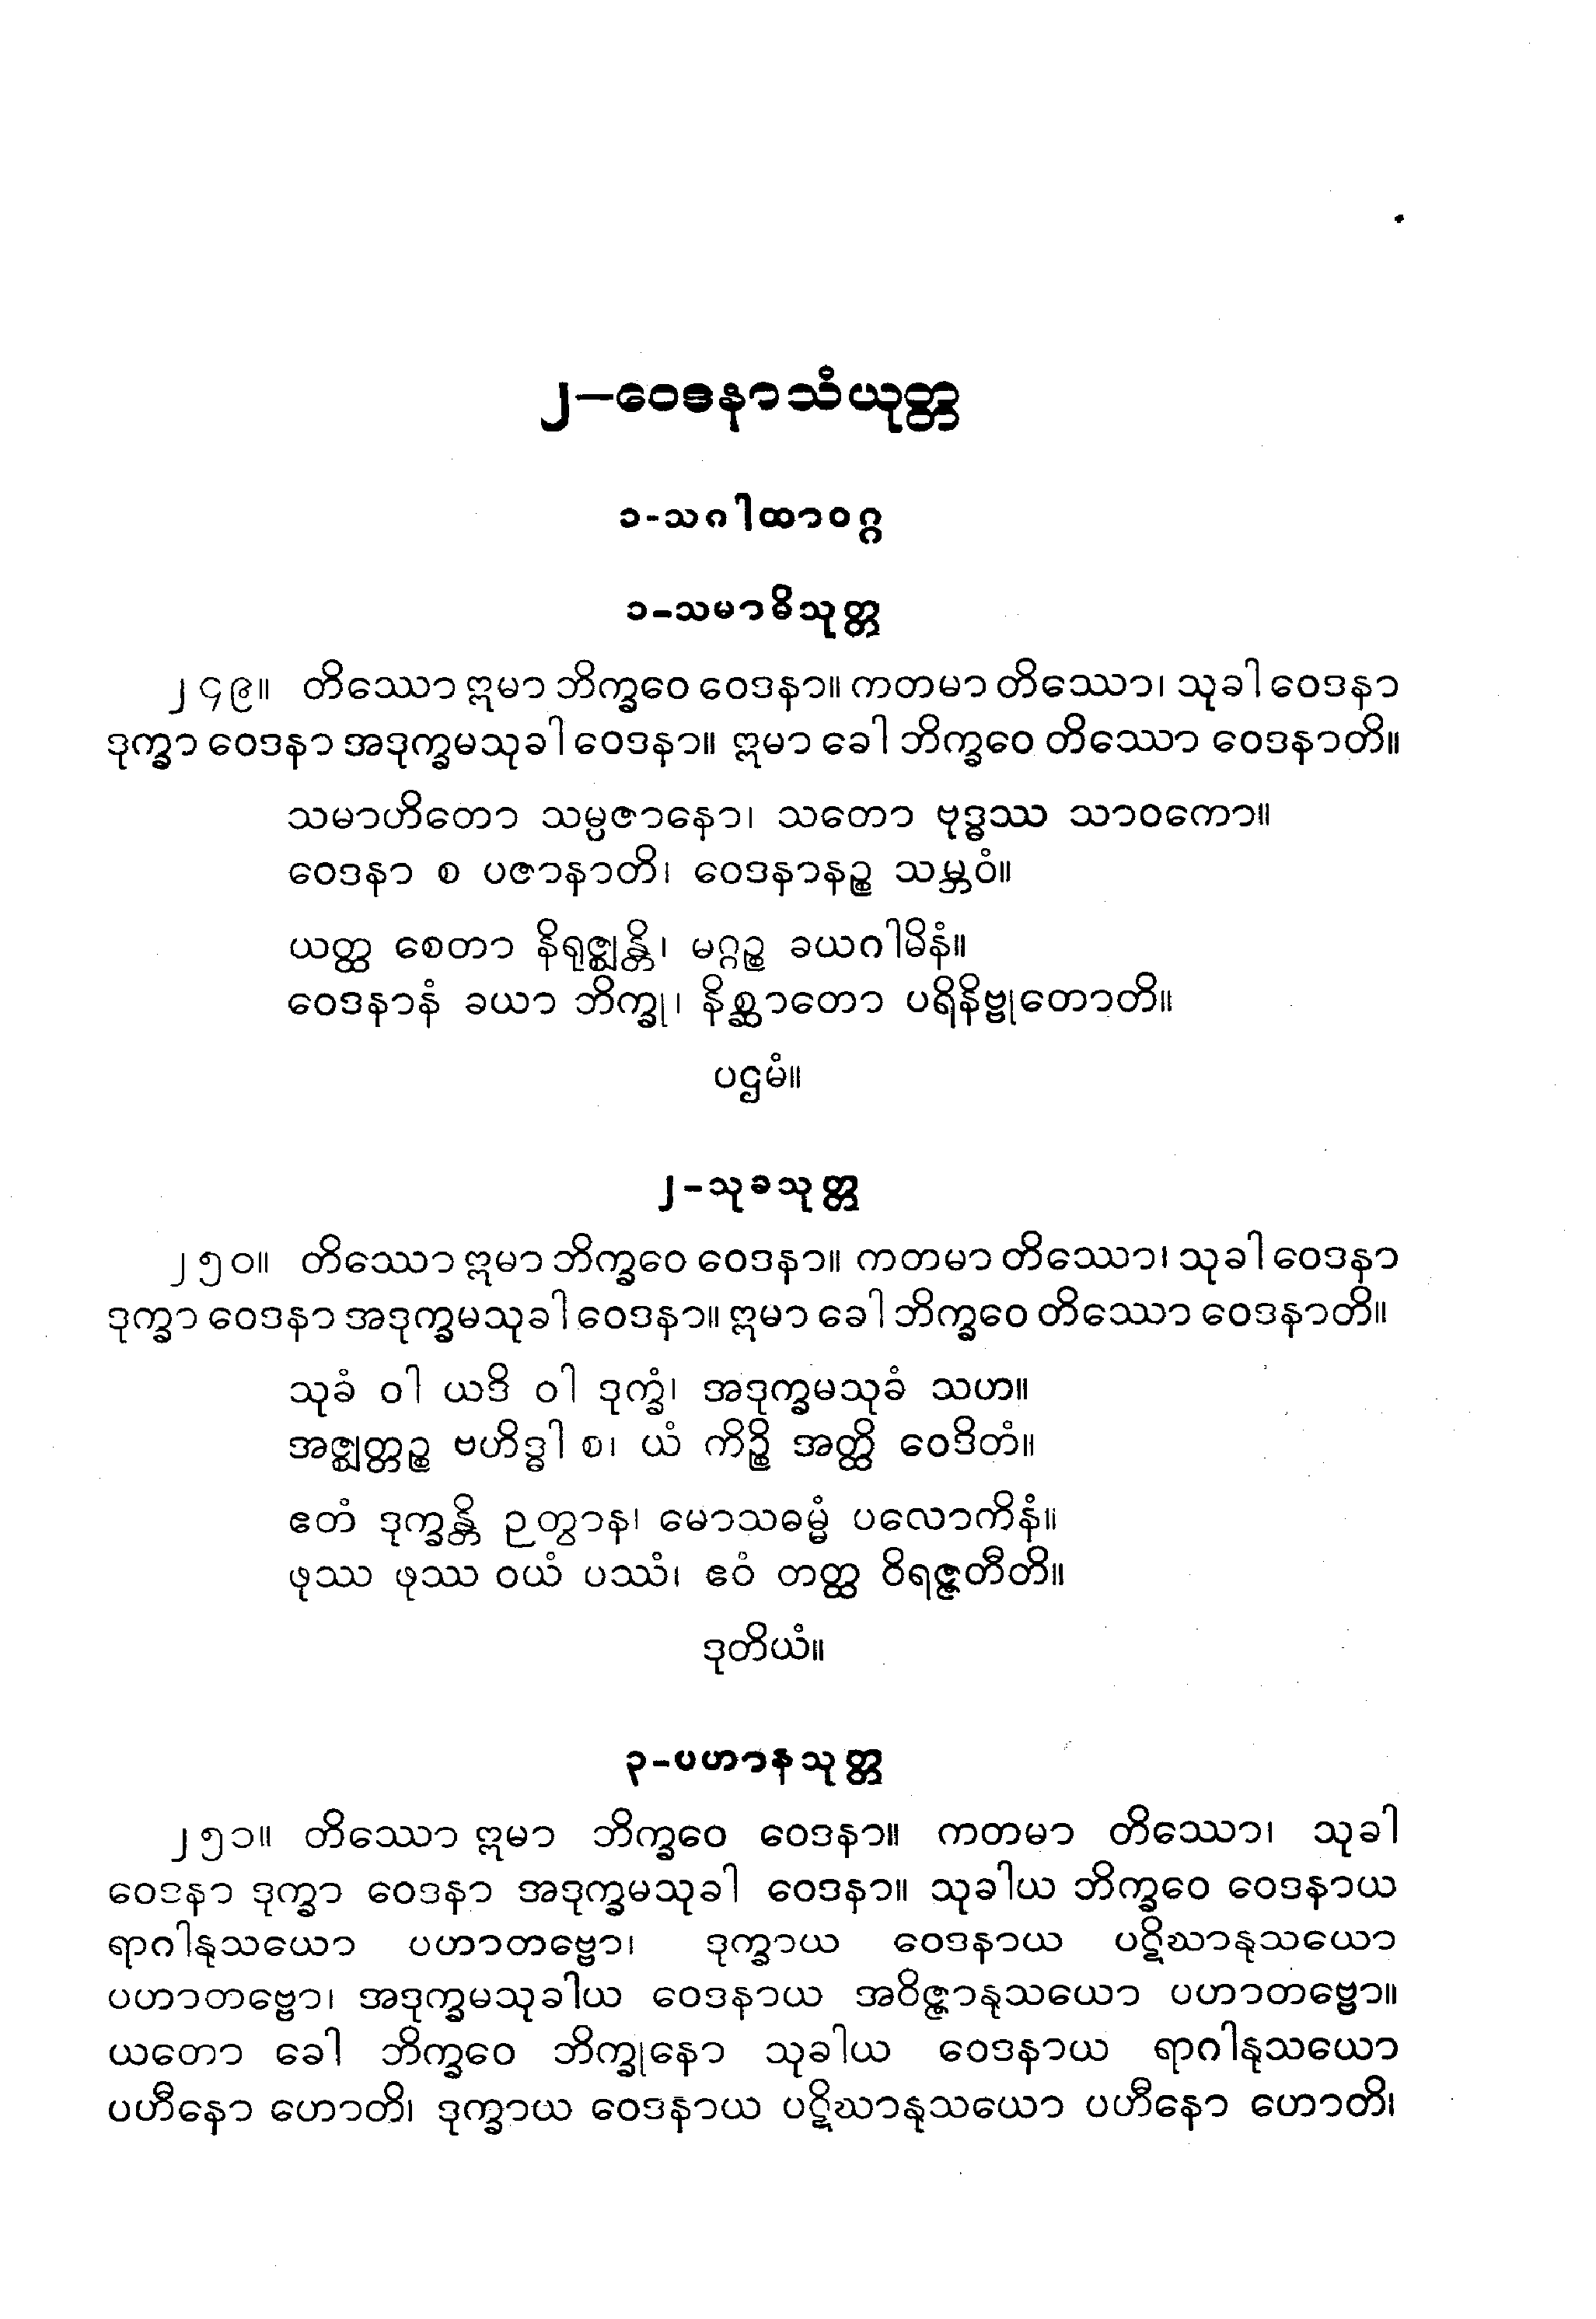 ၂–ဝေဒနာသံယုတ္တ
၁-သဂါထာဝဂ္ဂ
၁–သမာဓိသုတ္တ
၂၄၉။ တိဿော ဣမာ ဘိက္ခဝေ ဝေဒနာ။ ကတမာ တိဿော၊ သုခါ ဝေဒနာ
ဒုက္ခာ ဝေဒနာ အဒုက္ခမသုခါ ဝေဒနာ။ ဣမာ ခေါ ဘိက္ခဝေ တိဿော ဝေဒနာတိ။
သမာဟိတော သမ္ပဇာနော၊ သတော ဗုဒ္ဓဿ သာဝကော။
ဝေဒနာ စ ပဇာနာတိ၊ ဝေဒနာနဉ္စ သမ္ဘဝံ။
ယတ္ထ စေတာ နိရုဇ္ဈန္တိ၊ မဂ္ဂဉ္စ ခယဂါမိနံ။
ဝေဒနာနံ ခယာ ဘိက္ခု၊ နိစ္ဆာတော ပရိနိဗ္ဗုတောတိ။
ပဌမံ။
၂–သုခသုတ္တ
၂၅၀။ တိဿော ဣမာ ဘိက္ခဝေ ဝေဒနာ။ ကတမာ တိဿော၊ သုခါ ဝေဒနာ
ဒုက္ခာ ဝေဒနာ အဒုက္ခမသုခါ ဝေဒနာ။ ဣမာ ခေါ ဘိက္ခဝေ တိဿော ဝေဒနာတိ။
သုခံ ဝါ ယဒိ ဝါ ဒုက္ခံ၊ အဒုက္ခမသုခံ သဟ။
အဇ္ဈတ္တဉ္စ ဗဟိဒ္ဓါ စ၊ ယံ ကိဉ္စိ အတ္ထိ ဝေဒိတံ။
ဧတံ ဒုက္ခန္တိ ဉတွာန၊ မောသဓမ္မံ ပလောကိနံ။
ဖုဿ ဖုဿ ဝယံ ပဿံ၊ ဧဝံ တတ္ထ ဝိရဇ္ဇတီတိ။
ဒုတိယံ။
၃–ပဟာနသုတ္တ
၂၅၁။ တိဿော ဣမာ ဘိက္ခဝေ ဝေဒနာ။ ကတမာ တိဿော၊ သုခါ
ဝေဒနာ ဒုက္ခာ ဝေဒနာ အဒုက္ခမသုခါ ဝေဒနာ။ သုခါယ ဘိက္ခဝေ ဝေဒနာယ
ရာဂါနုသယော ပဟာတဗ္ဗော၊ ဒုက္ခာယ ဝေဒနာယ ပဋိဃာနုသယော
ပဟာတဗ္ဗော၊ အဒုက္ခမသုခါယ ဝေဒနာယ အဝိဇ္ဇာနုသယော ပဟာတဗ္ဗော။
ယတော ခေါ ဘိက္ခဝေ ဘိက္ခုနော သုခါယ ဝေဒနာယ ရာဂါနုသယော
ပဟီနော ဟောတိ၊ ဒုက္ခာယ ဝေဒနာယ ပဋိဃာနုသယော ပဟီနော ဟောတိ၊